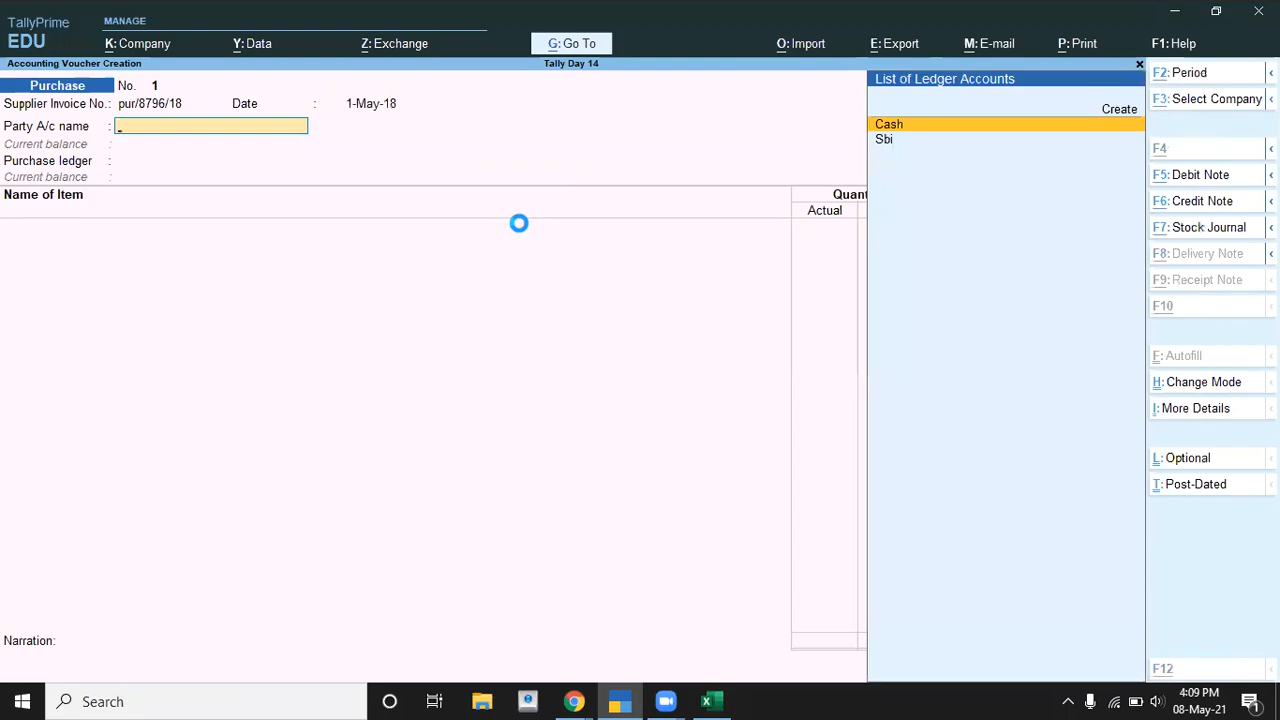 TallyPrime
EDU
MANAGE
K: Company
Y: Data
Z: Exchange
G: Go To
O: Import
E: Export
M: E-mail
P: Print
F1: Help
Accounting Voucher Creation
Tally Day 14
×
Purchase No. 1
Supplier Invoice No.: pur/8796/18 Date : 1-May-18
Party A/c name :
Current balance :
Purchase ledger :
Current balance :
Name of Item
Quant
Actual
Narration:
List of Ledger Accounts
Create
Cash
Sbi
F2: Period
F3: Select Company
F4
F5: Debit Note
F6: Credit Note
F7: Stock Journal
F8: Delivery Note
F9: Receipt Note
F10
F: Autofill
H: Change Mode
I: More Details
L: Optional
T: Post-Dated
F12
Search
4:09 PM
08-May-21
1